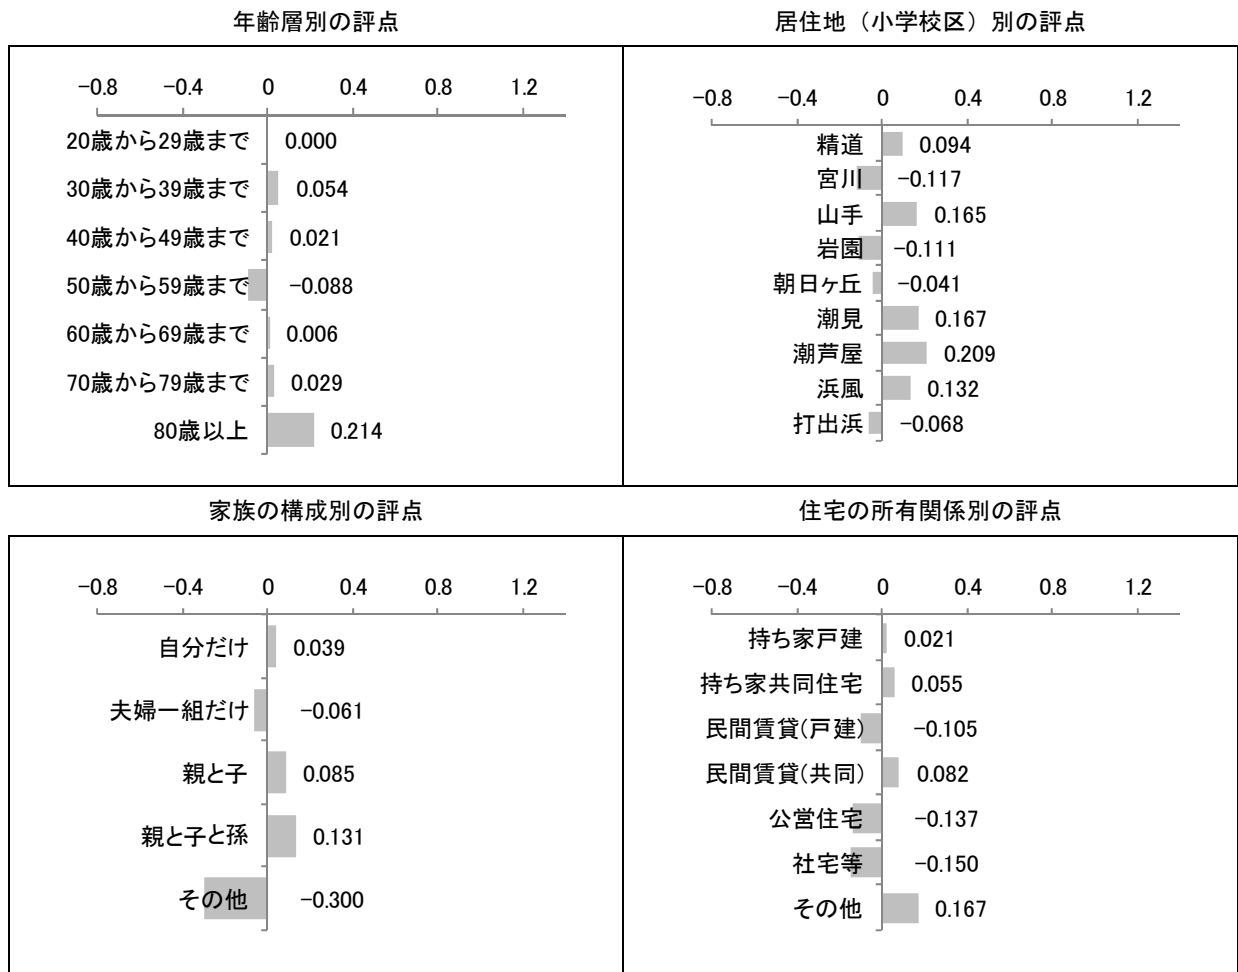 年齢層別の評点
−0.8 −0.4 0 0.4 0.8 1.2
20歳から29歳まで 0.000
30歳から39歳まで 0.054
40歳から49歳まで 0.021
50歳から59歳まで −0.088
60歳から69歳まで 0.006
70歳から79歳まで 0.029
80歳以上 0.214
居住地（小学校区）別の評点
−0.8 −0.4 0 0.4 0.8 1.2
精道 0.094
宮川 −0.117
山手 0.165
岩園 −0.111
朝日ヶ丘 −0.041
潮見 0.167
潮芦屋 0.209
浜風 0.132
打出浜 −0.068
家族の構成別の評点
−0.8 −0.4 0 0.4 0.8 1.2
自分だけ 0.039
夫婦一組だけ −0.061
親と子 0.085
親と子と孫 0.131
その他 −0.300
住宅の所有関係別の評点
−0.8 −0.4 0 0.4 0.8 1.2
持ち家戸建 0.021
持ち家共同住宅 0.055
民間賃貸(戸建) −0.105
民間賃貸(共同) 0.082
公営住宅 −0.137
社宅等 −0.150
その他 0.167